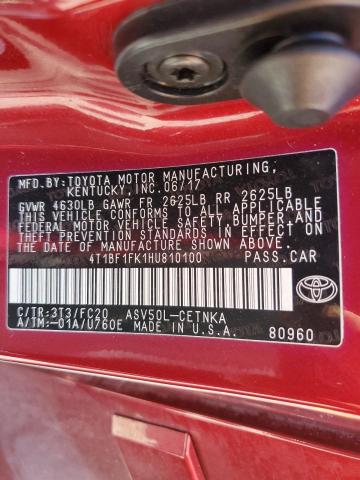 MFD.BY:TOYOTA MOTOR MANUFACTURING,
KENTUCKY,INC.06/17
GVWR 4630LB GAWR FR 2625LB RR 2625LB
THIS VEHICLE CONFORMS TO ALL APPLICABLE
FEDERAL MOTOR VEHICLE SAFETY, BUMPER, AND
THEFT PREVENTION STANDARDS IN EFFECT ON
THE DATE OF MANUFACTURE SHOWN ABOVE.
4T1BF1FK1HU810100 PASS.CAR
C/TR:3T3/FC20 ASV50L-CETNKA
A/TM:-01A/U760E MADE IN U.S.A. 80960